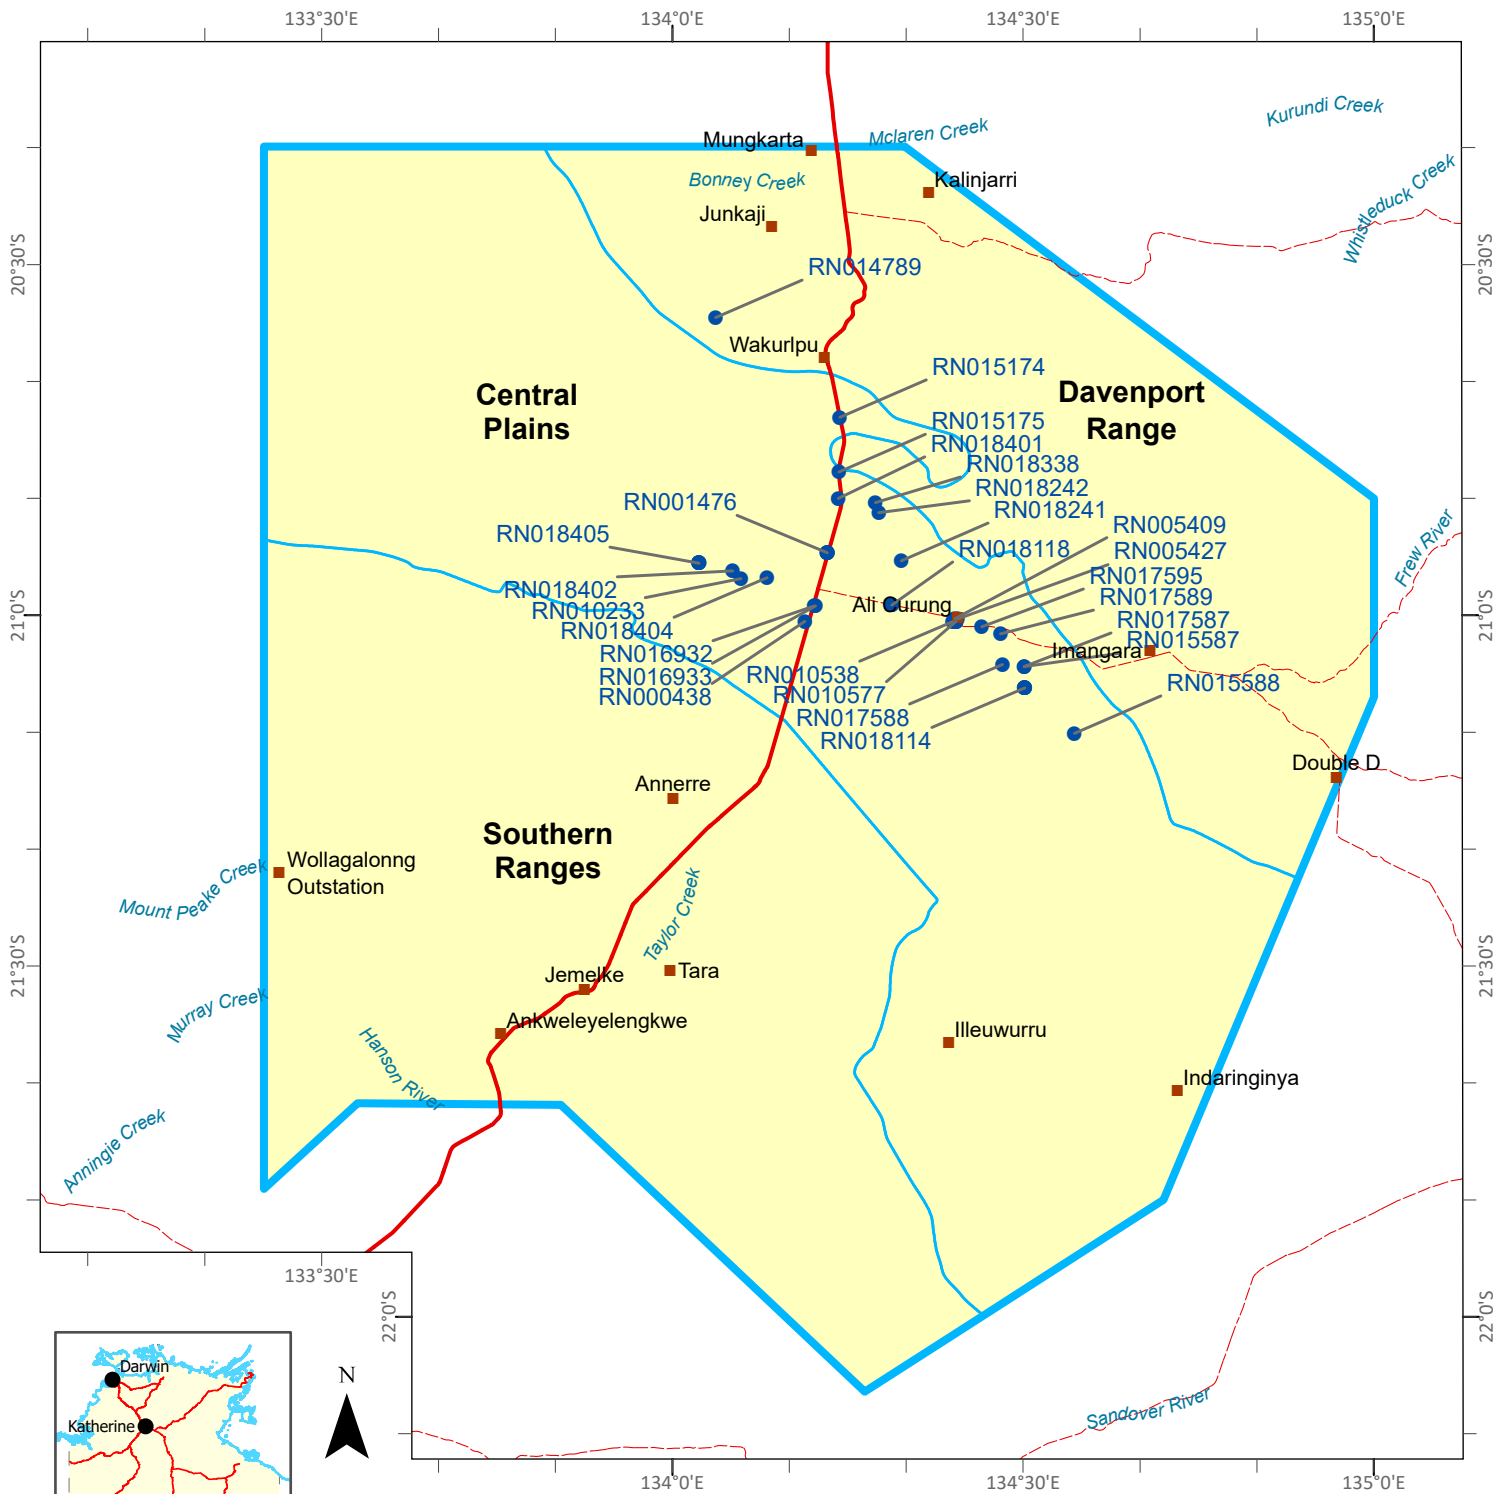 133°30'E
134°0'E
134°30'E
135°0'E
Kurundi Creek
Mclaren Creek
Mungkarta
Whistleduck Creek
Bonney Creek
Kalinjarri
Junkaji
20°30'S
20°30'S
RN014789
Wakurlpu
RN015174
Central
Plains
Davenport
Range
RN015175
RN018401
RN018338
RN018242
RN001476
RN018241
RN018405
RN005409
RN018118
RN005427
Frew River
RN017595
RN018402
RN017589
Ali Curung
RN010233
21°0'S
21°0'S
RN017587
RN018404
RN015587
Imangara
RN016932
RN016933
RN010538
RN015588
RN000438
RN010577
RN017588
RN018114
Double D
Annerre
Southern
Ranges
Wollagalonng
Outstation
Mount Peake Creek
Taylor Creek
21°30'S
21°30'S
Jemelke
Tara
Murray Creek
Ankweleyelengkwe
Illeuwurru
Hanson River
Indaringinya
Anningie Creek
133°30'E
22°0'S
22°0'S
Darwin
N
Katherine
Sandover River
134°0'E
134°30'E
135°0'E